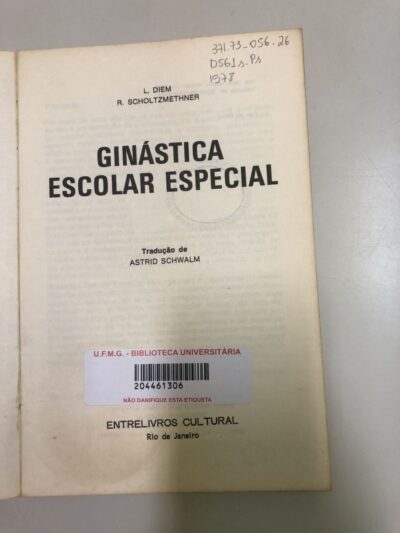 371.73-056.26
D561s.Ps
1978
L. DIEM
R. SCHOLTZMETHNER
GINÁSTICA
ESCOLAR ESPECIAL
Tradução de
ASTRID SCHWALM
U.F.M.G. - BIBLIOTECA UNIVERSITÁRIA
204461306
NÃO DANIFIQUE ESTA ETIQUETA
ENTRELIVROS CULTURAL
Rio de Janeiro